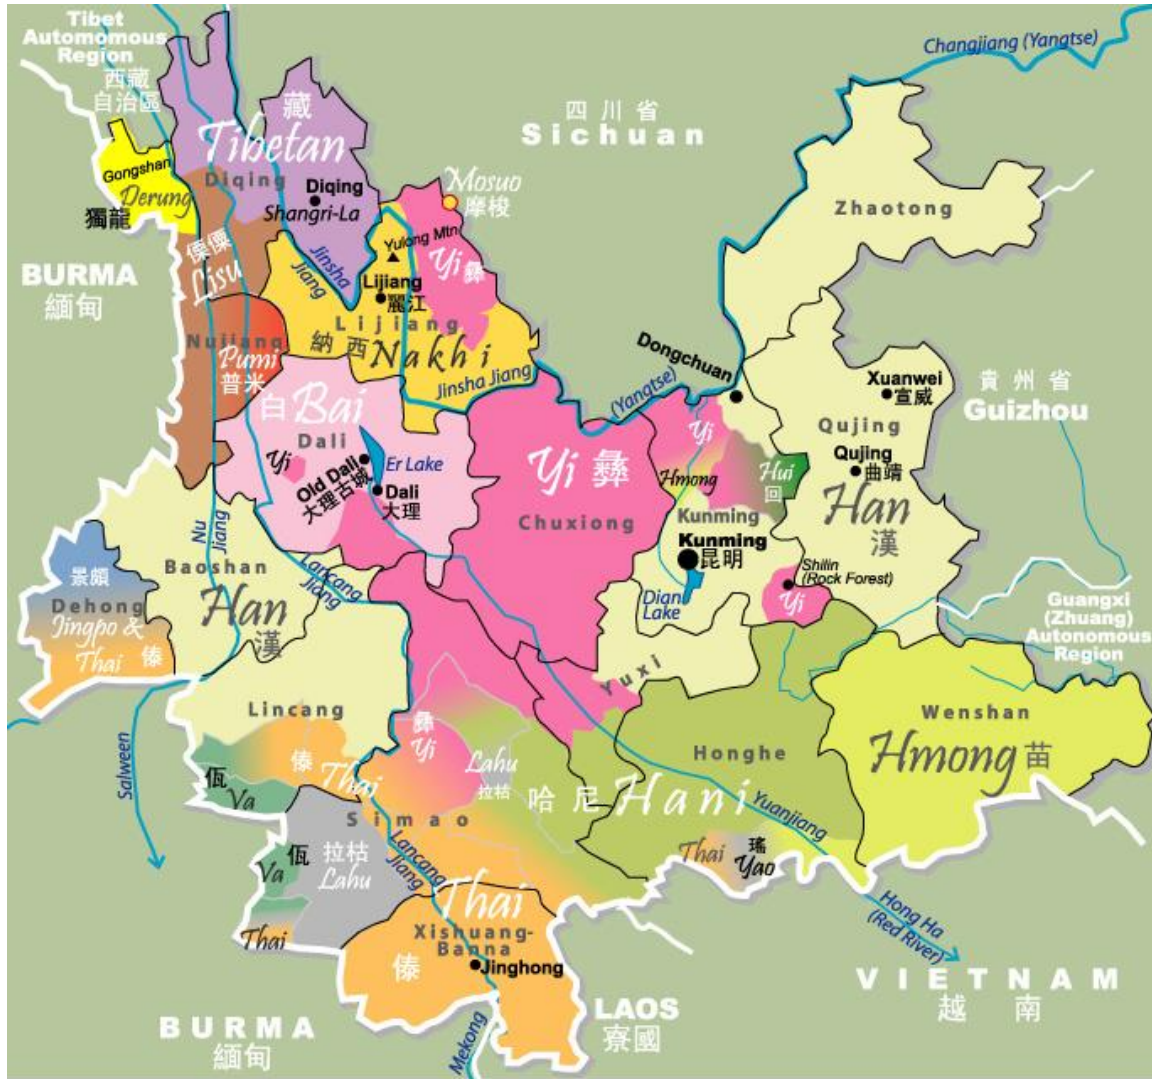 Tibet
Automomous
Region
西藏
自治區
Changjiang (Yangtse)
四川省
Sichuan
藏
Tibetan
Diqing
Diqing
Shangri-La
Gongshan
Derung
獨龍
Mosuo
摩梭
Zhaotong
BURMA
緬甸
傈僳
Lisu
Jinsha
Jiang
Yulong Mtn
Yi 彝
Lijiang
麗江
Lijiang
納西 Nakhi
Nujiang
Pumi
普米
Jinsha Jiang
(Yangtse)
Dongchuan
Xuanwei
宣威
貴州省
Guizhou
白 Bai
Dali
Yi
Old Dali
大理古城
Er Lake
Dali
大理
Yi 彝
Chuxiong
Yi
Hmong
Hui
回
Qujing
Qujing
曲靖
Han
漢
Kunming
Kunming
昆明
Dian
Lake
Shilin
(Rock Forest)
Yi
Nu
Jiang
Lancang
Jiang
Baoshan
Han
漢
景頗
Dehong
Jingpo &
Thai 傣
Guangxi
(Zhuang)
Autonomous
Region
Yuxi
Lincang
Salween
佤
Va
傣
Thai
彝
Yi
Lahu
拉祜
Simao
Lancang
Jiang
哈尼 Hani
Honghe
Yuanjiang
Wenshan
Hmong 苗
佤
Va
拉祜
Lahu
Thai
瑤
Yao
Thai
Thai
Xishuang-
Banna
傣
Jinghong
Hong Ha
(Red River)
VIETNAM
越南
LAOS
寮國
BURMA
緬甸
Mekong